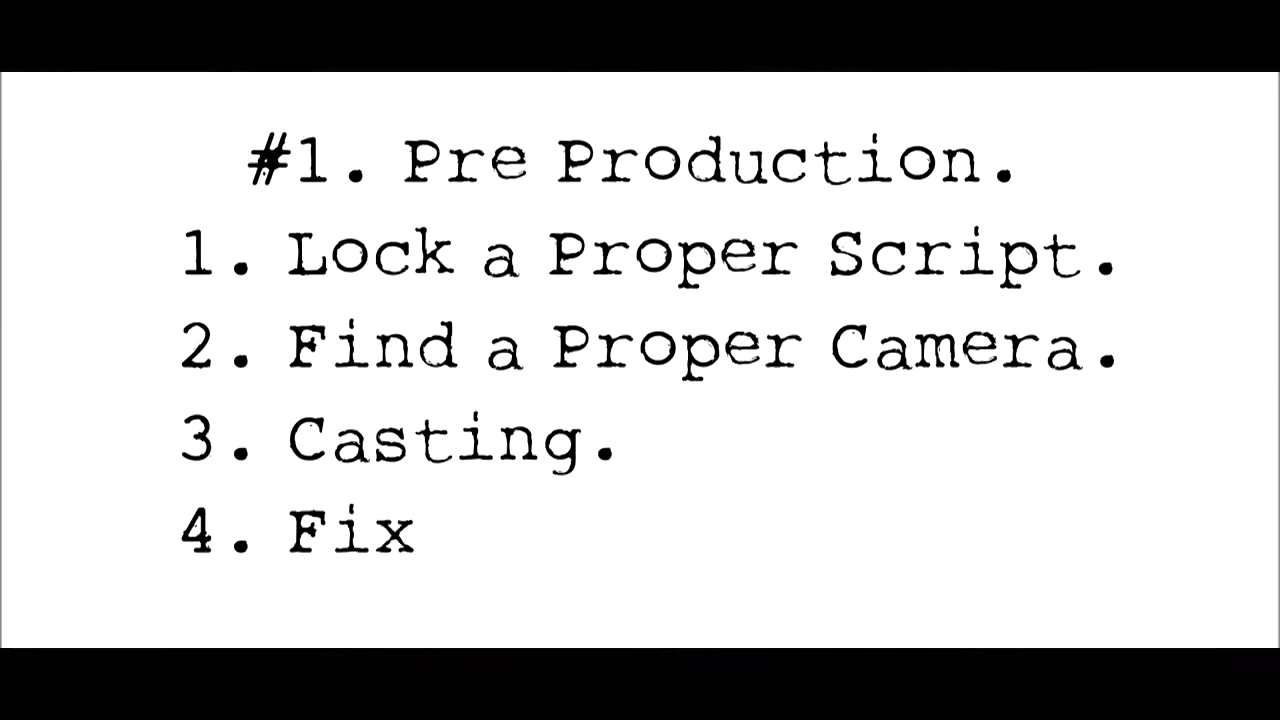 #1. Pre Production.
1. Lock a Proper Script.
2. Find a Proper Camera.
3. Casting.
4. Fix